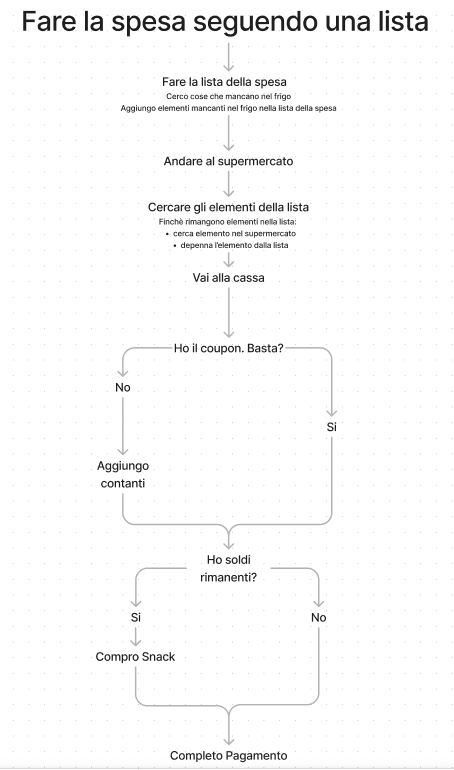 Fare la spesa seguendo una lista
Fare la lista della spesa
Cerco cose che mancano nel frigo
Aggiungo elementi mancanti nel frigo nella lista della spesa
Andare al supermercato
Cercare gli elementi della lista
Finchè rimangono elementi nella lista:
• cerca elemento nel supermercato
• depenna l'elemento dalla lista
Vai alla cassa
Ho il coupon. Basta?
No
Si
Aggiungo
contanti
Ho soldi
rimanenti?
Si
No
Compro Snack
Completo Pagamento